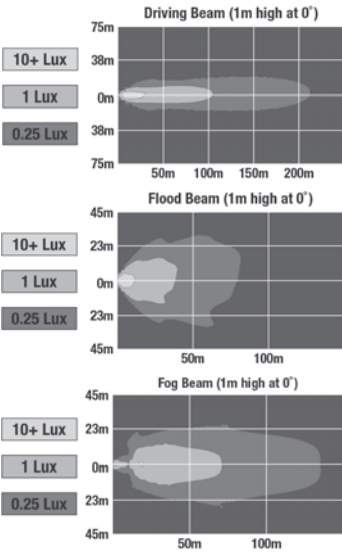 Driving Beam (1m high at 0˚)
75m
38m
0m
38m
75m
10+ Lux
1 Lux
0.25 Lux
50m 100m 150m 200m
Flood Beam (1m high at 0˚)
45m
23m
0m
23m
45m
10+ Lux
1 Lux
0.25 Lux
50m 100m
Fog Beam (1m high at 0˚)
45m
23m
0m
23m
45m
10+ Lux
1 Lux
0.25 Lux
50m 100m